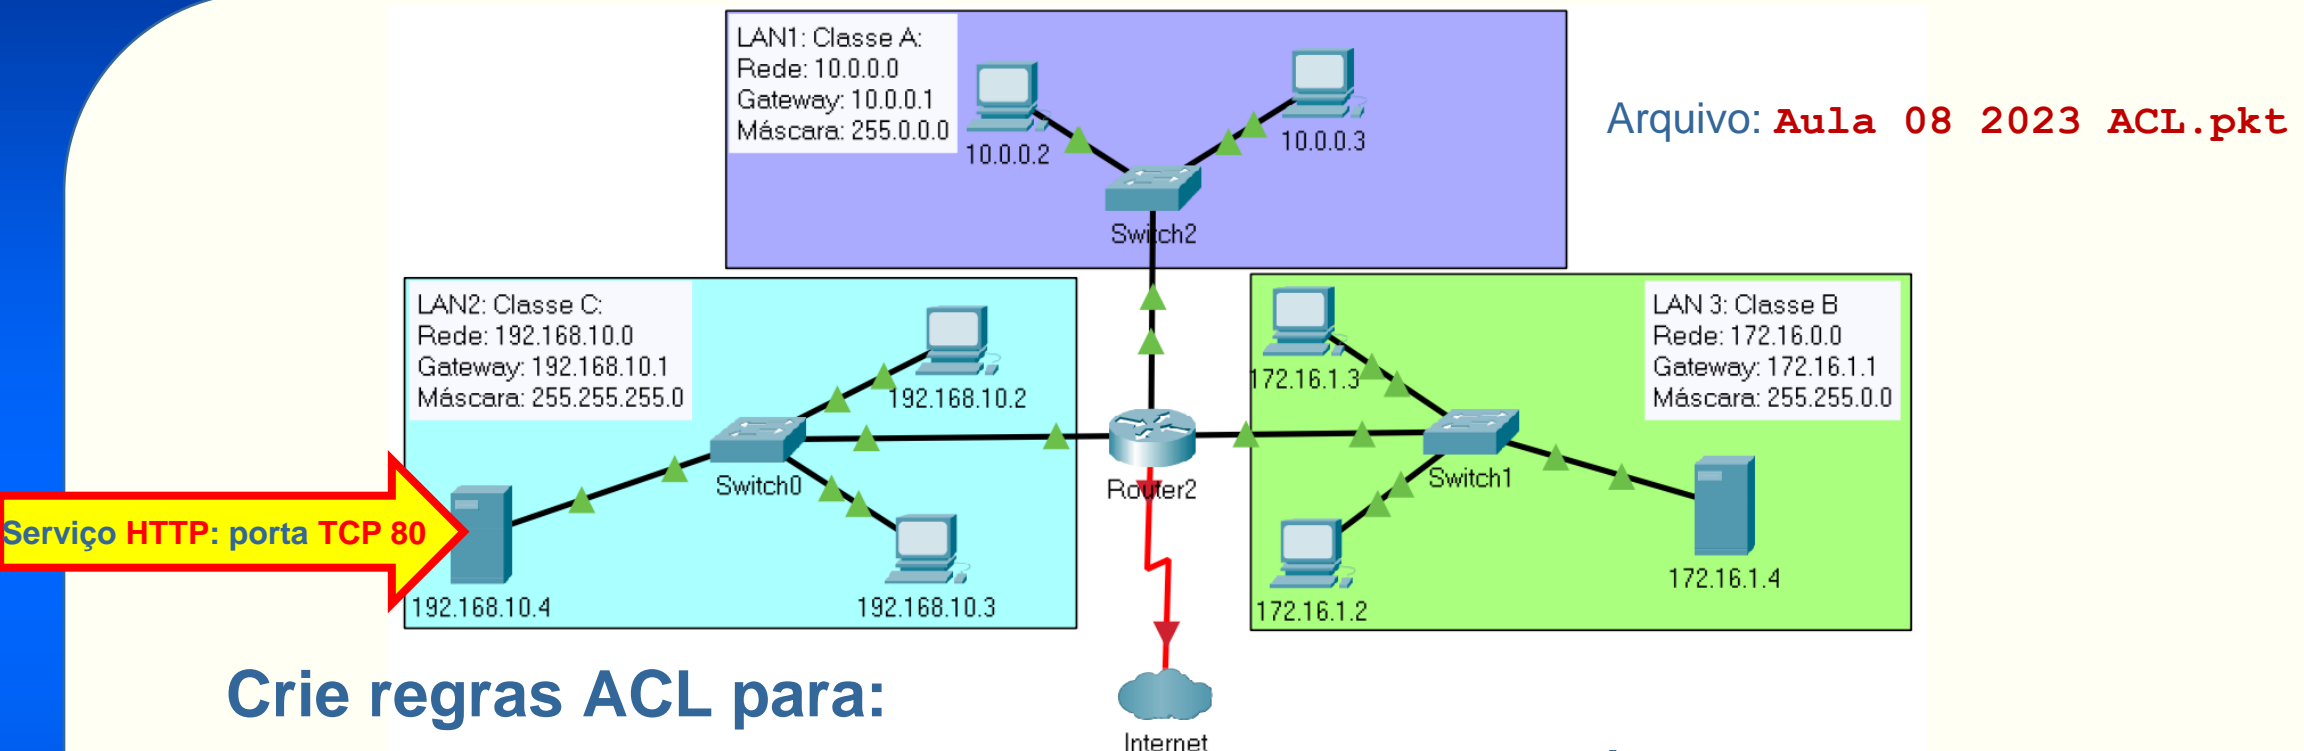 LAN1: Classe A:
Rede: 10.0.0.0
Gateway: 10.0.0.1
Máscara: 255.0.0.0
10.0.0.2
10.0.0.3
Switch2
Arquivo: Aula 08 2023 ACL.pkt
LAN2: Classe C:
Rede: 192.168.10.0
Gateway: 192.168.10.1
Máscara: 255.255.255.0
192.168.10.2
Switch0
192.168.10.4
192.168.10.3
Serviço HTTP: porta TCP 80
Router2
LAN 3: Classe B
Rede: 172.16.0.0
Gateway: 172.16.1.1
Máscara: 255.255.0.0
172.16.1.3
Switch1
172.16.1.2
172.16.1.4
Crie regras ACL para:
Internet